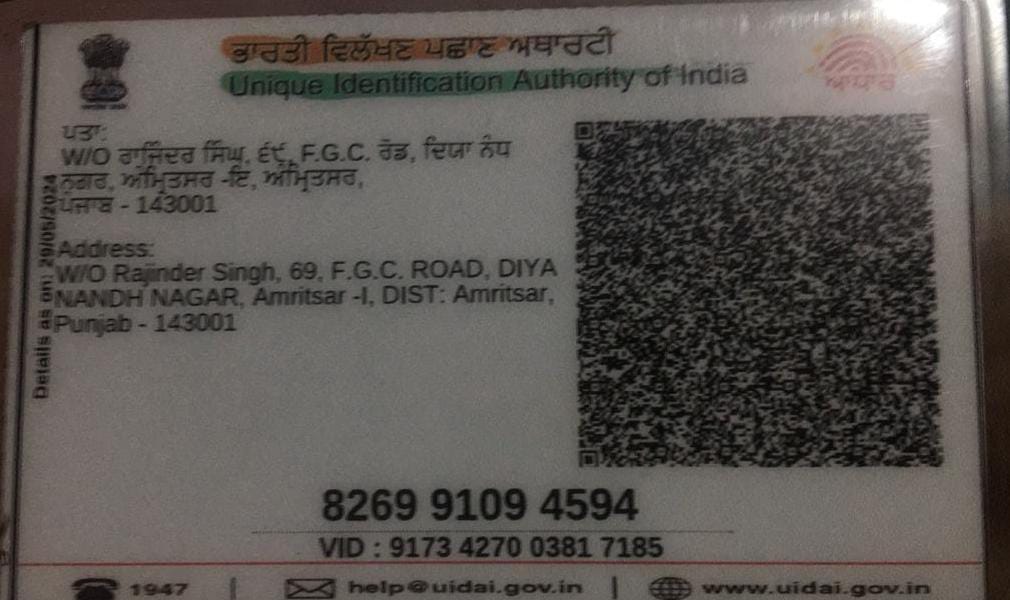 ਭਾਰਤੀ ਵਿਲੱਖਣ ਪਛਾਣ ਅਥਾਰਟੀ
Unique Identification Authority of India
ਆਧਾਰ
ਪਤਾ:
W/O ਰਾਜਿੰਦਰ ਸਿੰਘ, F.G.C. ਰੋਡ, ਦਿਯਾ ਨੰਧ
ਨਗਰ, ਅੰਮ੍ਰਿਤਸਰ -ਇ, ਅੰਮ੍ਰਿਤਸਰ,
ਪੰਜਾਬ - 143001
Address:
W/O Rajinder Singh, 69, F.G.C. ROAD, DIYA
NANDH NAGAR, Amritsar -I, DIST: Amritsar,
Punjab - 143001
Details as on: 29/05/2024
8269 9109 4594
VID : 9173 4270 0381 7185
1947 | help@uidai.gov.in | www.uidai.gov.in